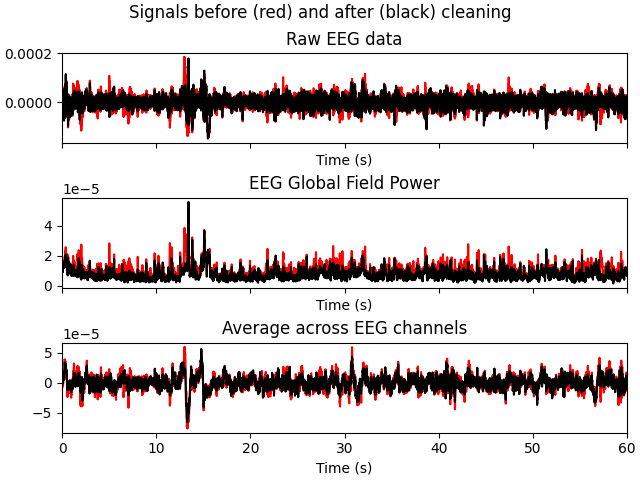 Signals before (red) and after (black) cleaning
Raw EEG data
0.0002
0.0000
Time (s)
EEG Global Field Power
1e−5
4
2
0
Time (s)
Average across EEG channels
1e−5
5
0
−5
0 10 20 30 40 50 60
Time (s)